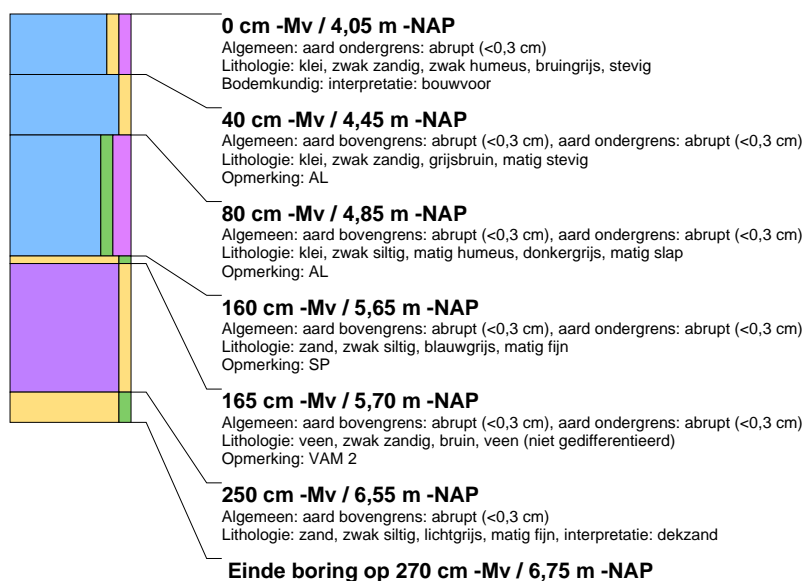 0 cm -Mv / 4,05 m -NAP
Algemeen: aard ondergrens: abrupt (<0,3 cm)
Lithologie: klei, zwak zandig, zwak humeus, bruingrijs, stevig
Bodemkundig: interpretatie: bouwvoor
40 cm -Mv / 4,45 m -NAP
Algemeen: aard bovengrens: abrupt (<0,3 cm), aard ondergrens: abrupt (<0,3 cm)
Lithologie: klei, zwak zandig, grijsbruin, matig stevig
Opmerking: AL
80 cm -Mv / 4,85 m -NAP
Algemeen: aard bovengrens: abrupt (<0,3 cm), aard ondergrens: abrupt (<0,3 cm)
Lithologie: klei, zwak siltig, matig humeus, donkergrijs, matig slap
Opmerking: AL
160 cm -Mv / 5,65 m -NAP
Algemeen: aard bovengrens: abrupt (<0,3 cm), aard ondergrens: abrupt (<0,3 cm)
Lithologie: zand, zwak siltig, blauwgrijs, matig fijn
Opmerking: SP
165 cm -Mv / 5,70 m -NAP
Algemeen: aard bovengrens: abrupt (<0,3 cm), aard ondergrens: abrupt (<0,3 cm)
Lithologie: veen, zwak zandig, bruin, veen (niet gedifferentieerd)
Opmerking: VAM 2
250 cm -Mv / 6,55 m -NAP
Algemeen: aard bovengrens: abrupt (<0,3 cm)
Lithologie: zand, zwak siltig, lichtgrijs, matig fijn, interpretatie: dekzand
Einde boring op 270 cm -Mv / 6,75 m -NAP